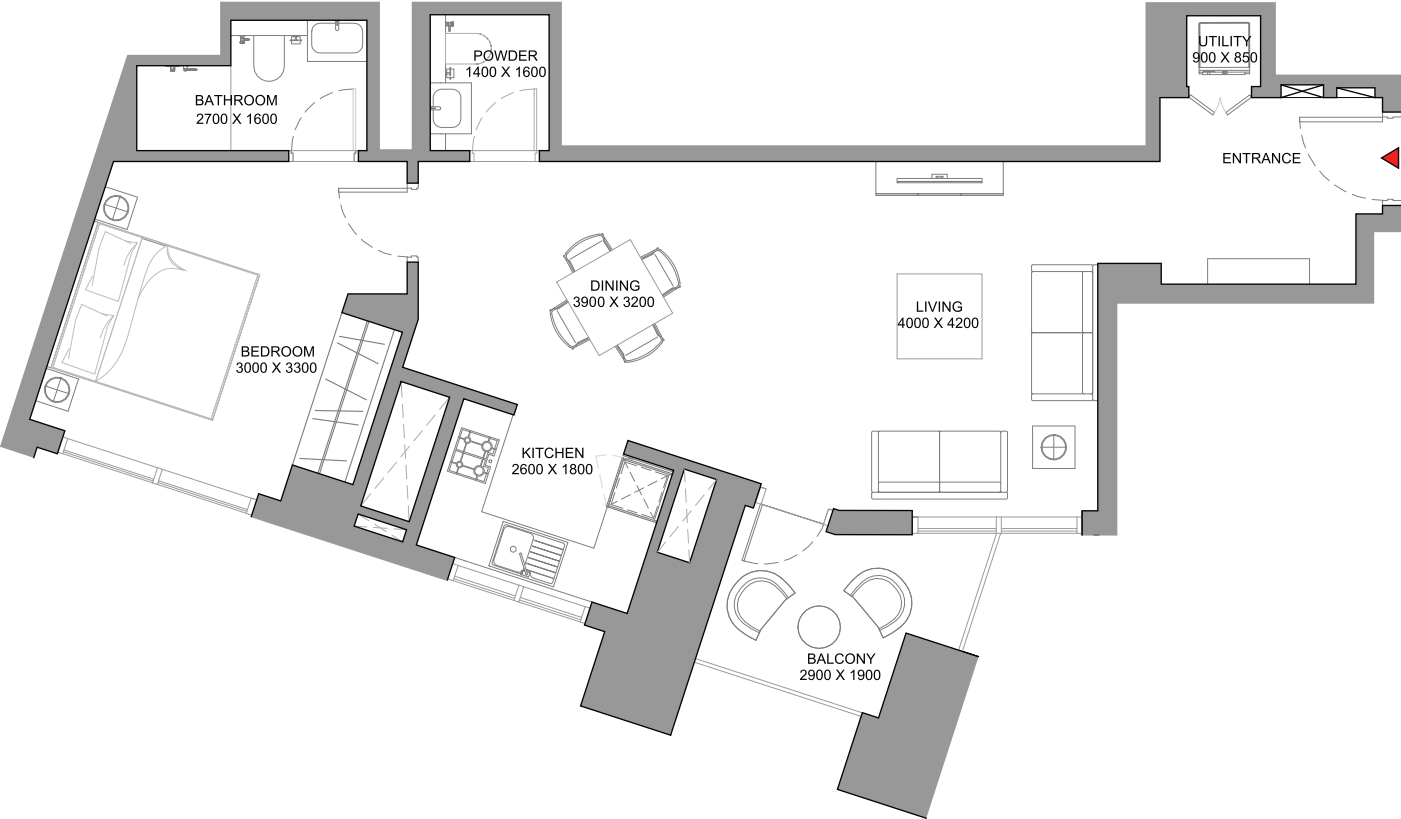 BATHROOM
2700 X 1600
POWDER
1400 X 1600
UTILITY
900 X 850
ENTRANCE
DINING
3900 X 3200
LIVING
4000 X 4200
BEDROOM
3000 X 3300
KITCHEN
2600 X 1800
BALCONY
2900 X 1900